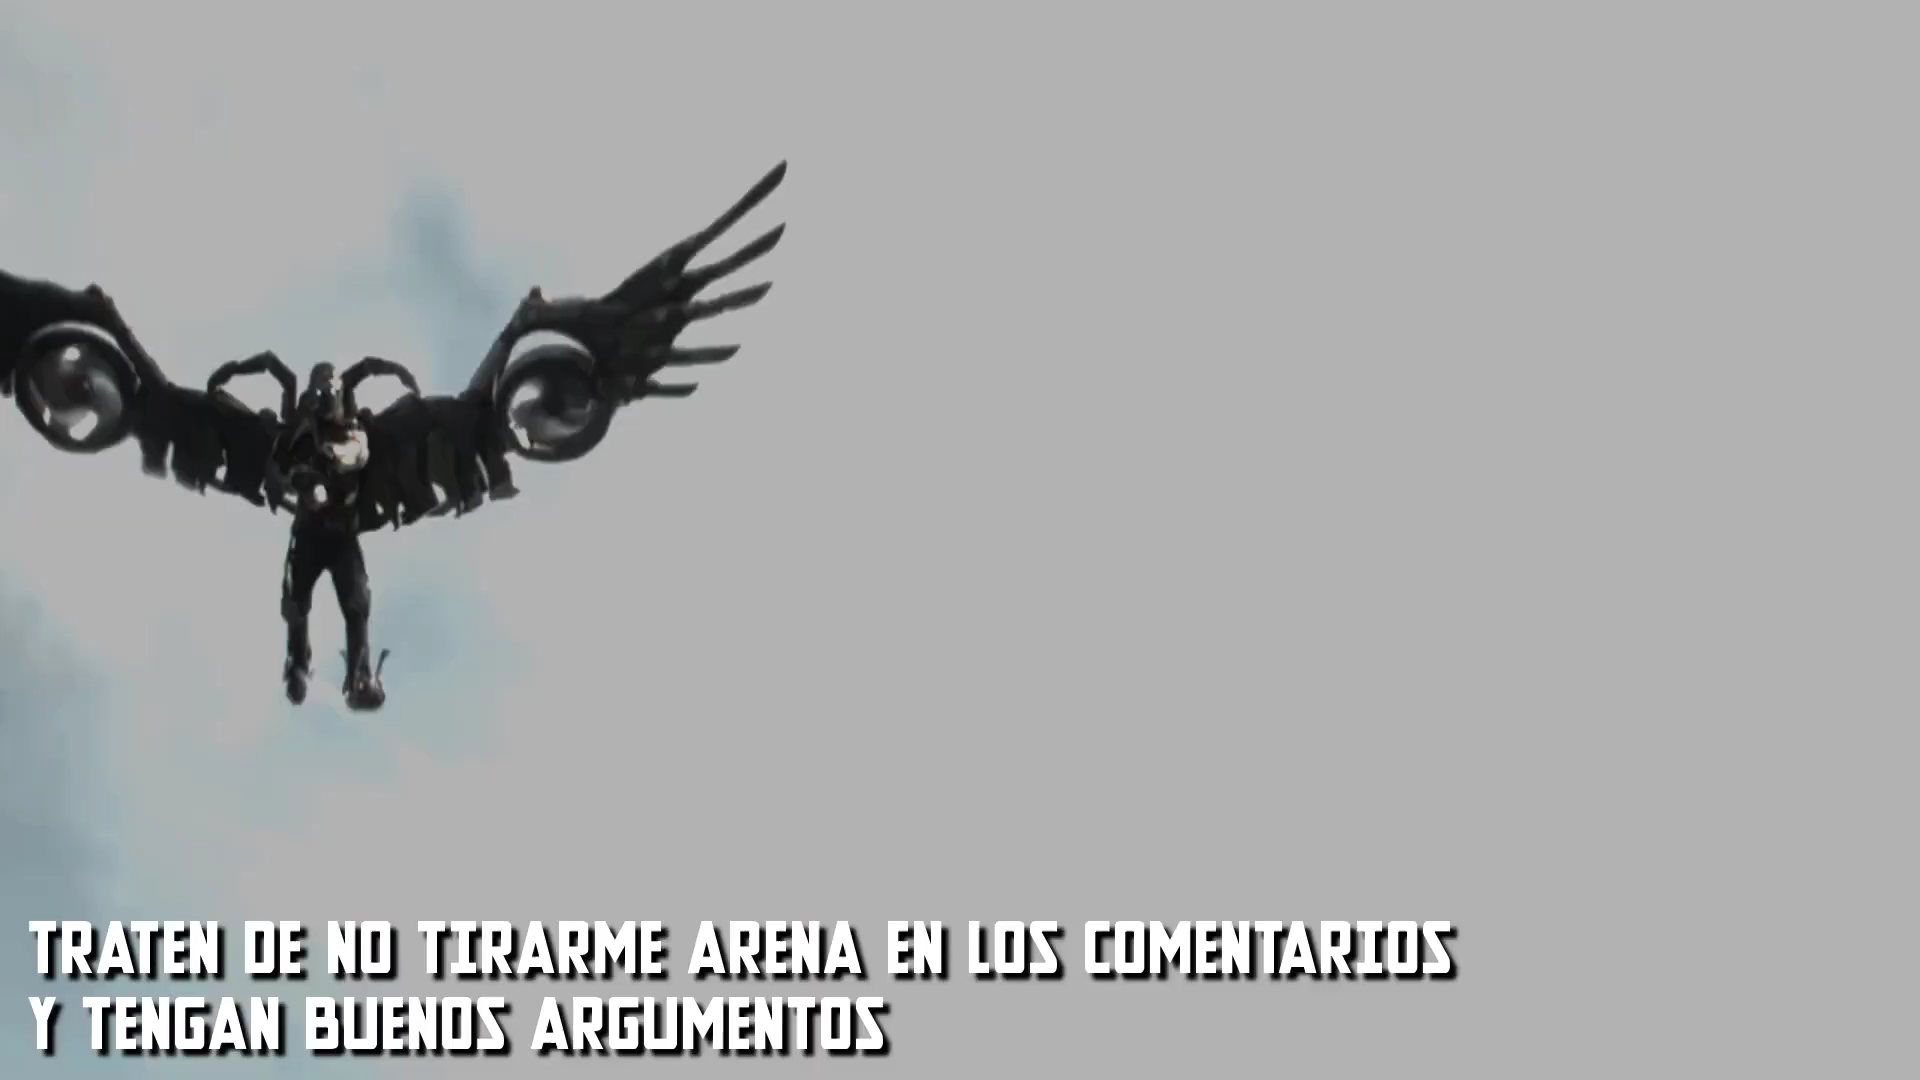 TRATEN DE NO TIRARME ARENA EN LOS COMENTARIOS
Y TENGAN BUENOS ARGUMENTOS